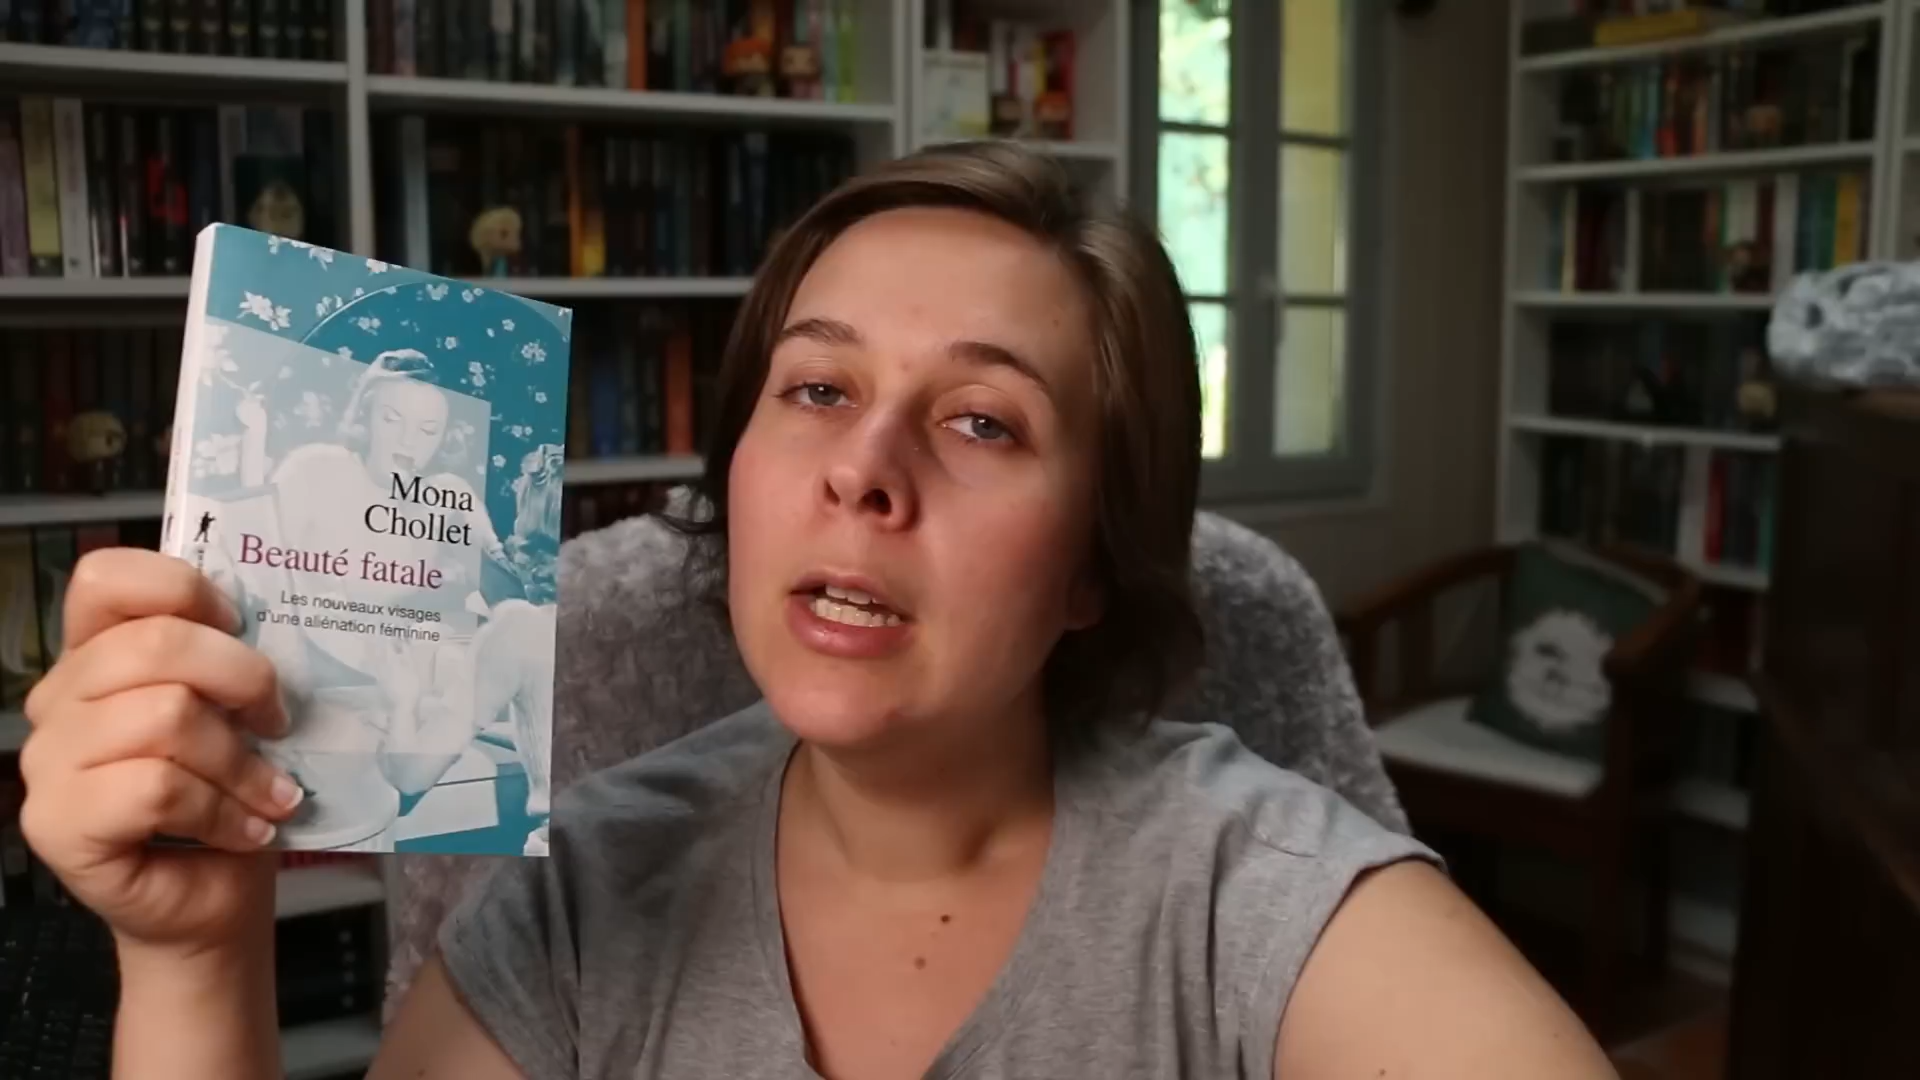 Mona
Chollet
Beauté fatale
Les nouveaux visages
d'une aliénation féminine